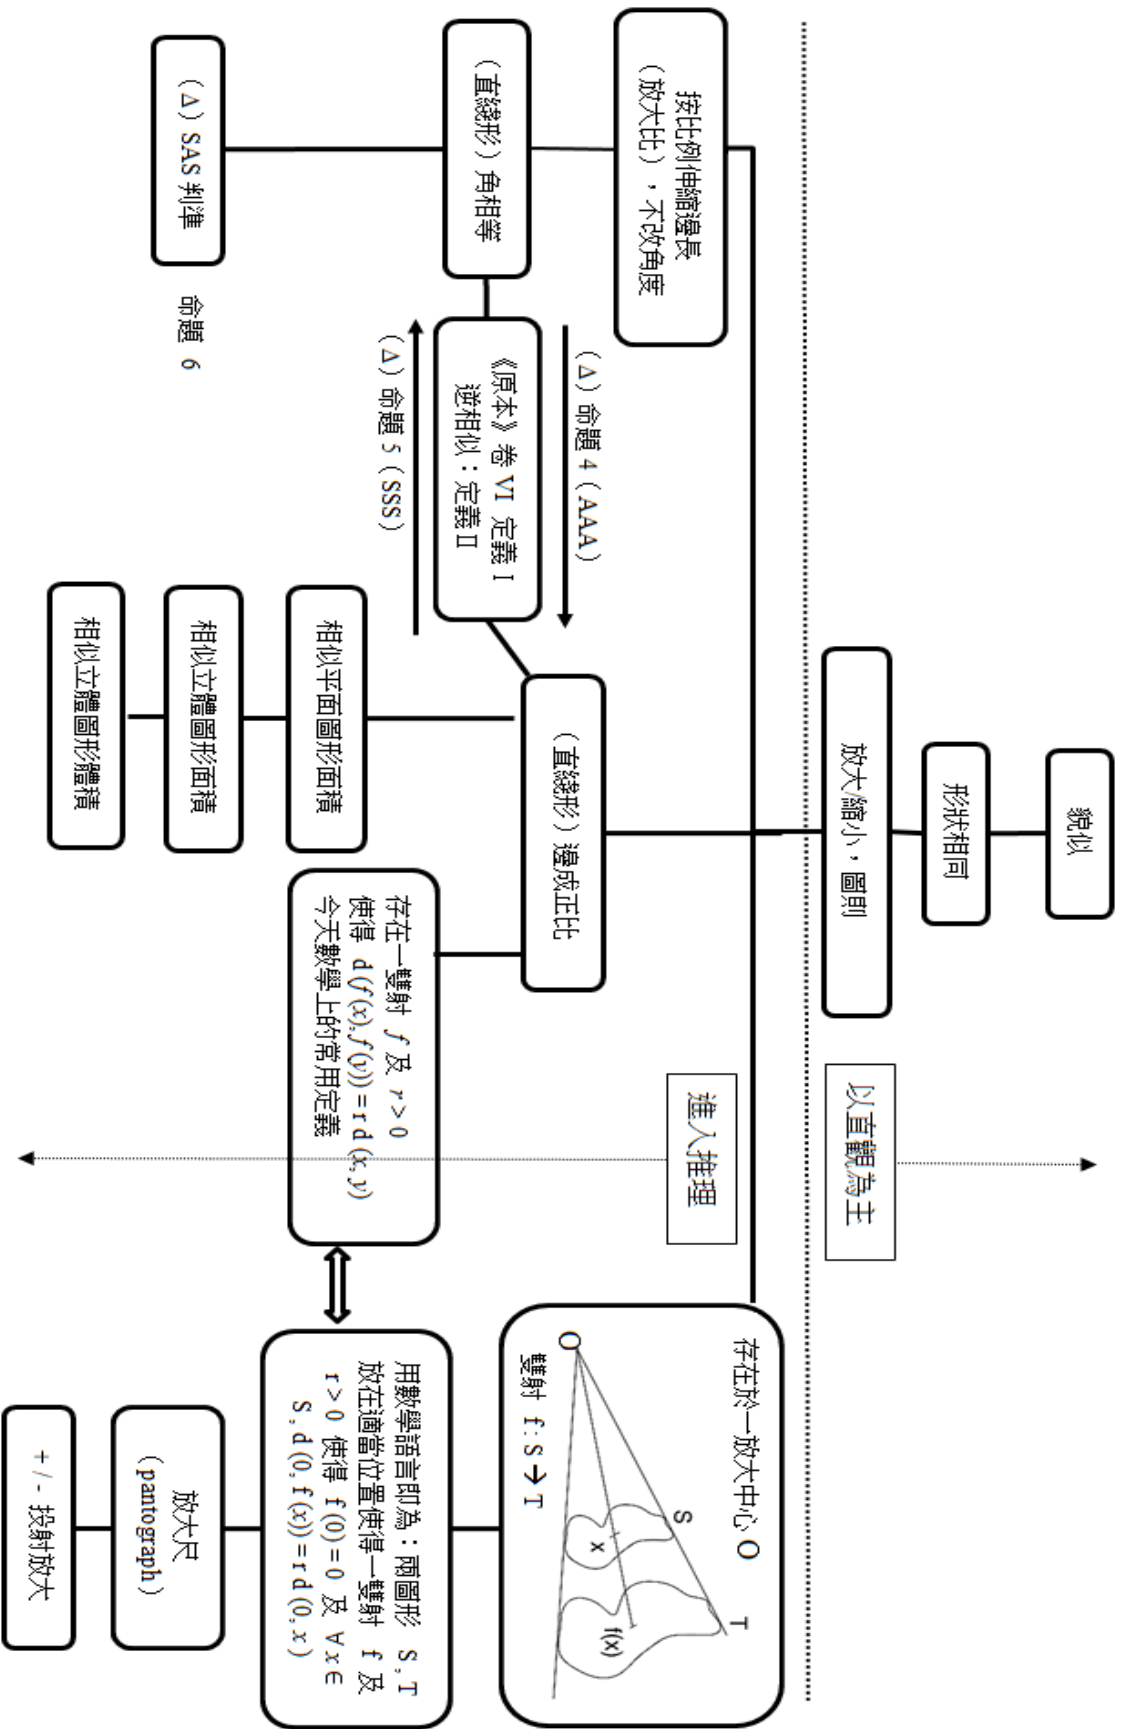 貌似
形狀相同
放大/縮小，圖則
以直觀為主
進入推理
按比例伸縮邊長
（放大比），不改角度
（直綫形）角相等
（Δ）命題 4（AAA）
《原本》卷 VI 定義 I
逆相似：定義 II
（Δ）命題 5（SSS）
（直綫形）邊成正比
（Δ）SAS 判準
命題 6
相似平面圖形面積
相似立體圖形面積
相似立體圖形體積
存在一雙射 f 及 r > 0
使得 d(f(x),f(y)) = r d(x,y)
今天數學上的常用定義
存在於一放大中心 O
S
T
O
x
f(x)
雙射 f : S → T
用數學語言即為：兩圖形 S , T
放在適當位置使得一雙射 f 及
r > 0 使得 f (0) = 0 及 ∀ x ∈
S , d (0, f (x)) = r d (0, x )
放大尺
（pantograph）
+ / - 投射放大